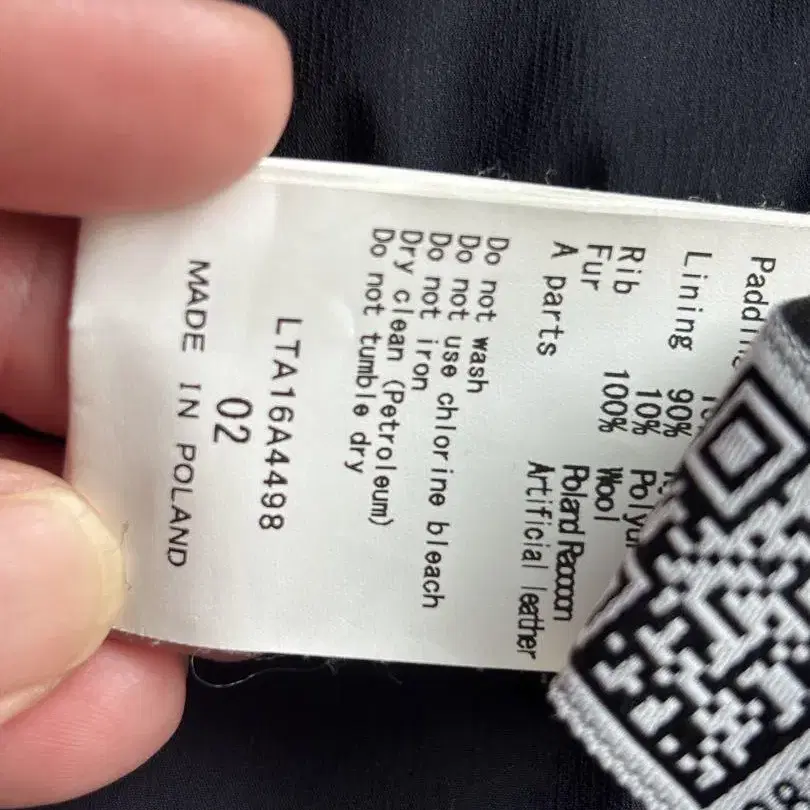 Lining 90%
10%
Rib 100% Wool
Fur Poland Raccoon
A parts Artificial leather
Do not wash
Do not use chlorine bleach
Do not iron
Dry clean (Petroleum)
Do not tumble dry
LTA16A4498
02
MADE IN POLAND